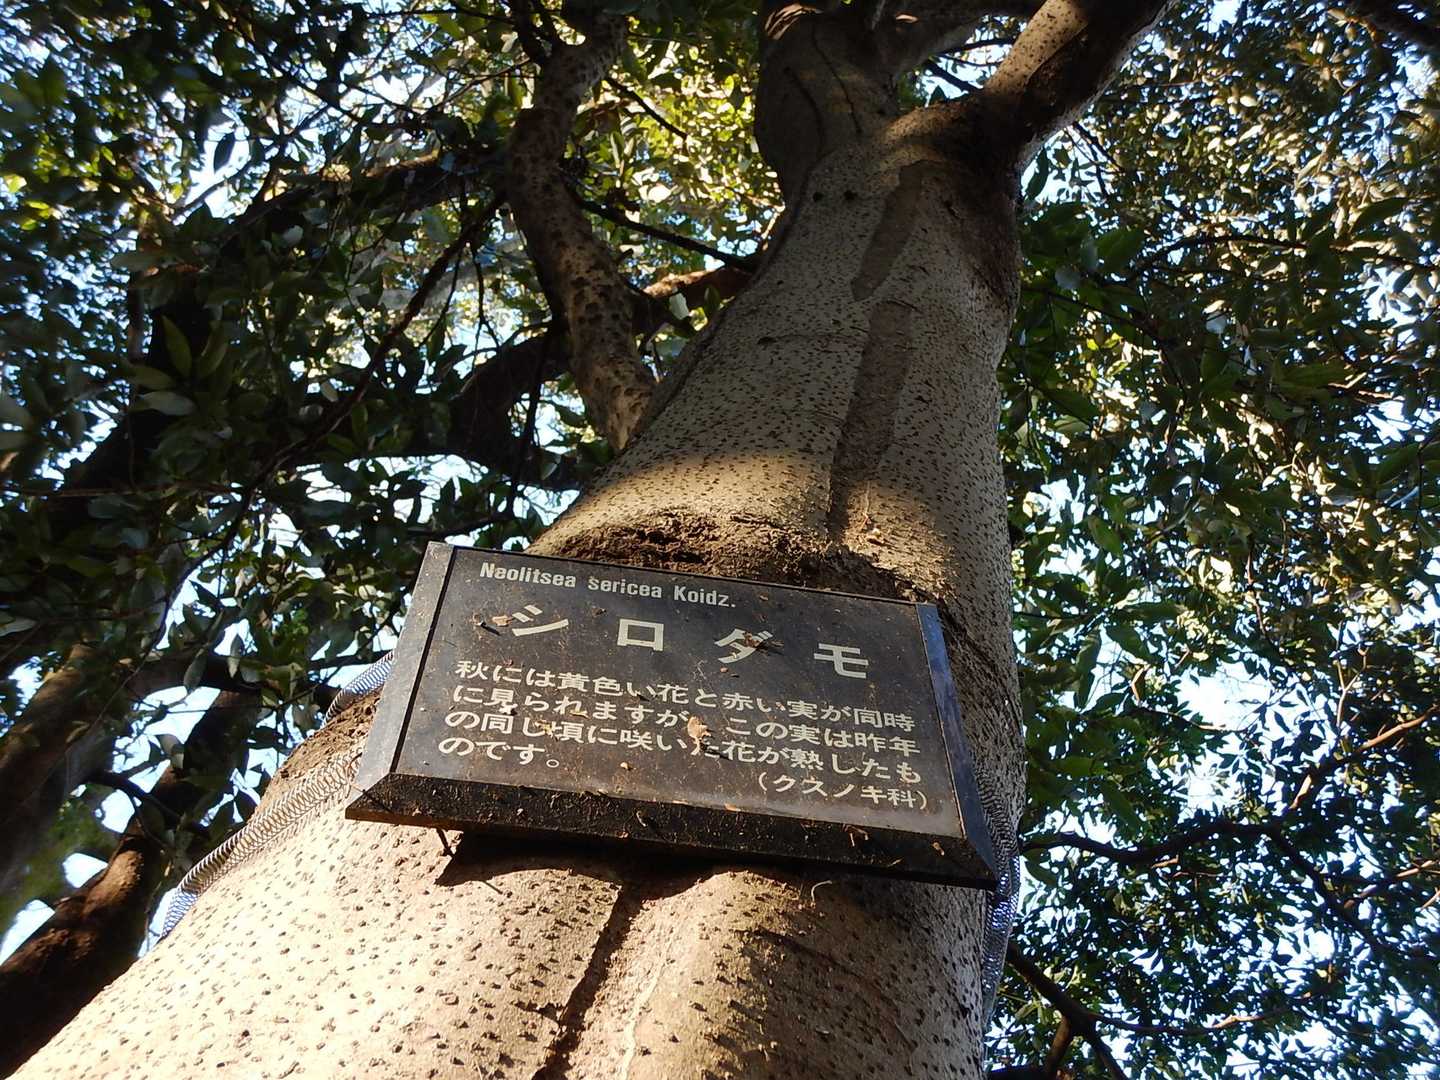 Neolitsea sericea Koidz.
シロダモ
秋には黄色い花と赤い実が同時
に見られますが、この実は昨年
の同じ頃に咲いた花が熟したも
のです。
（クスノキ科）